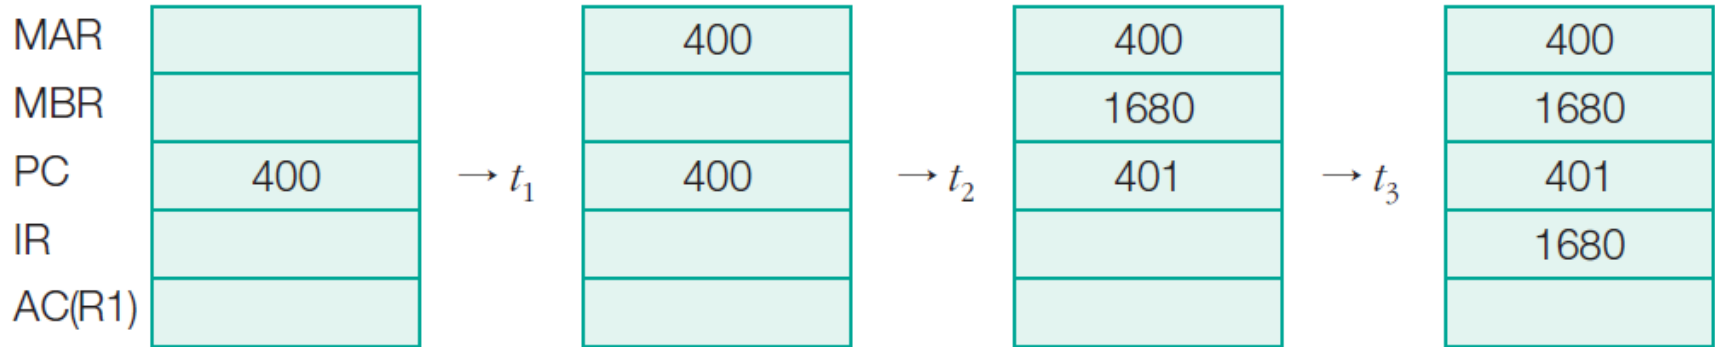 MAR 400 400 400
MBR 1680 1680
PC 400 → t1 400 → t2 401 → t3 401
IR 1680
AC(R1)